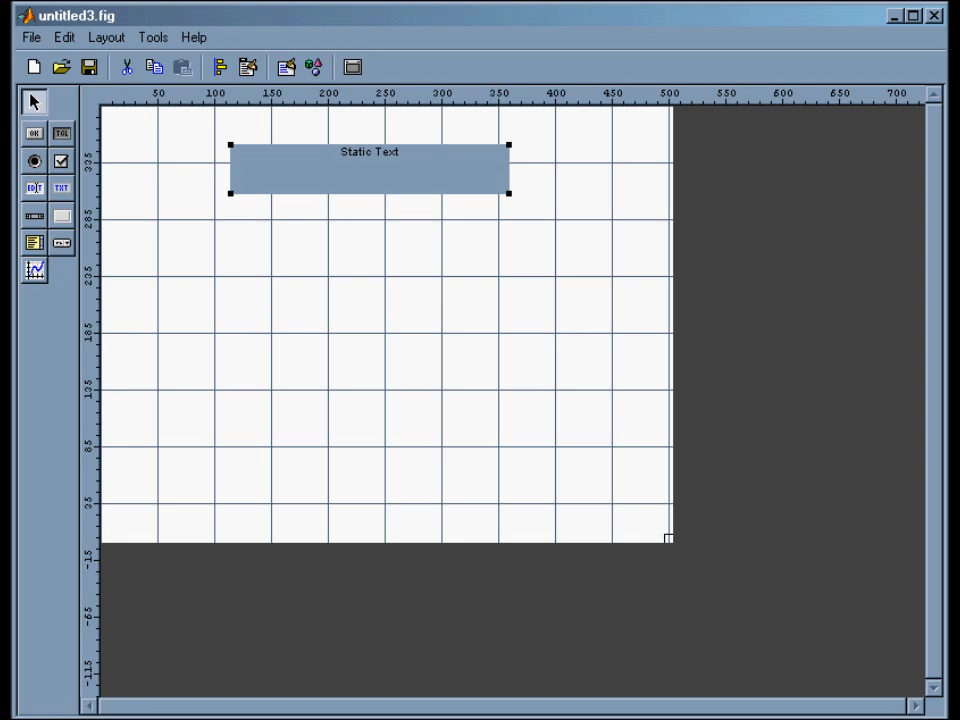 untitled3.fig
File Edit Layout Tools Help
50 100 150 200 250 300 350 400 450 500 550 600 650 700
OK TGL
EDIT TXT
Static Text
335
285
235
185
135
85
35
-15
-65
-115